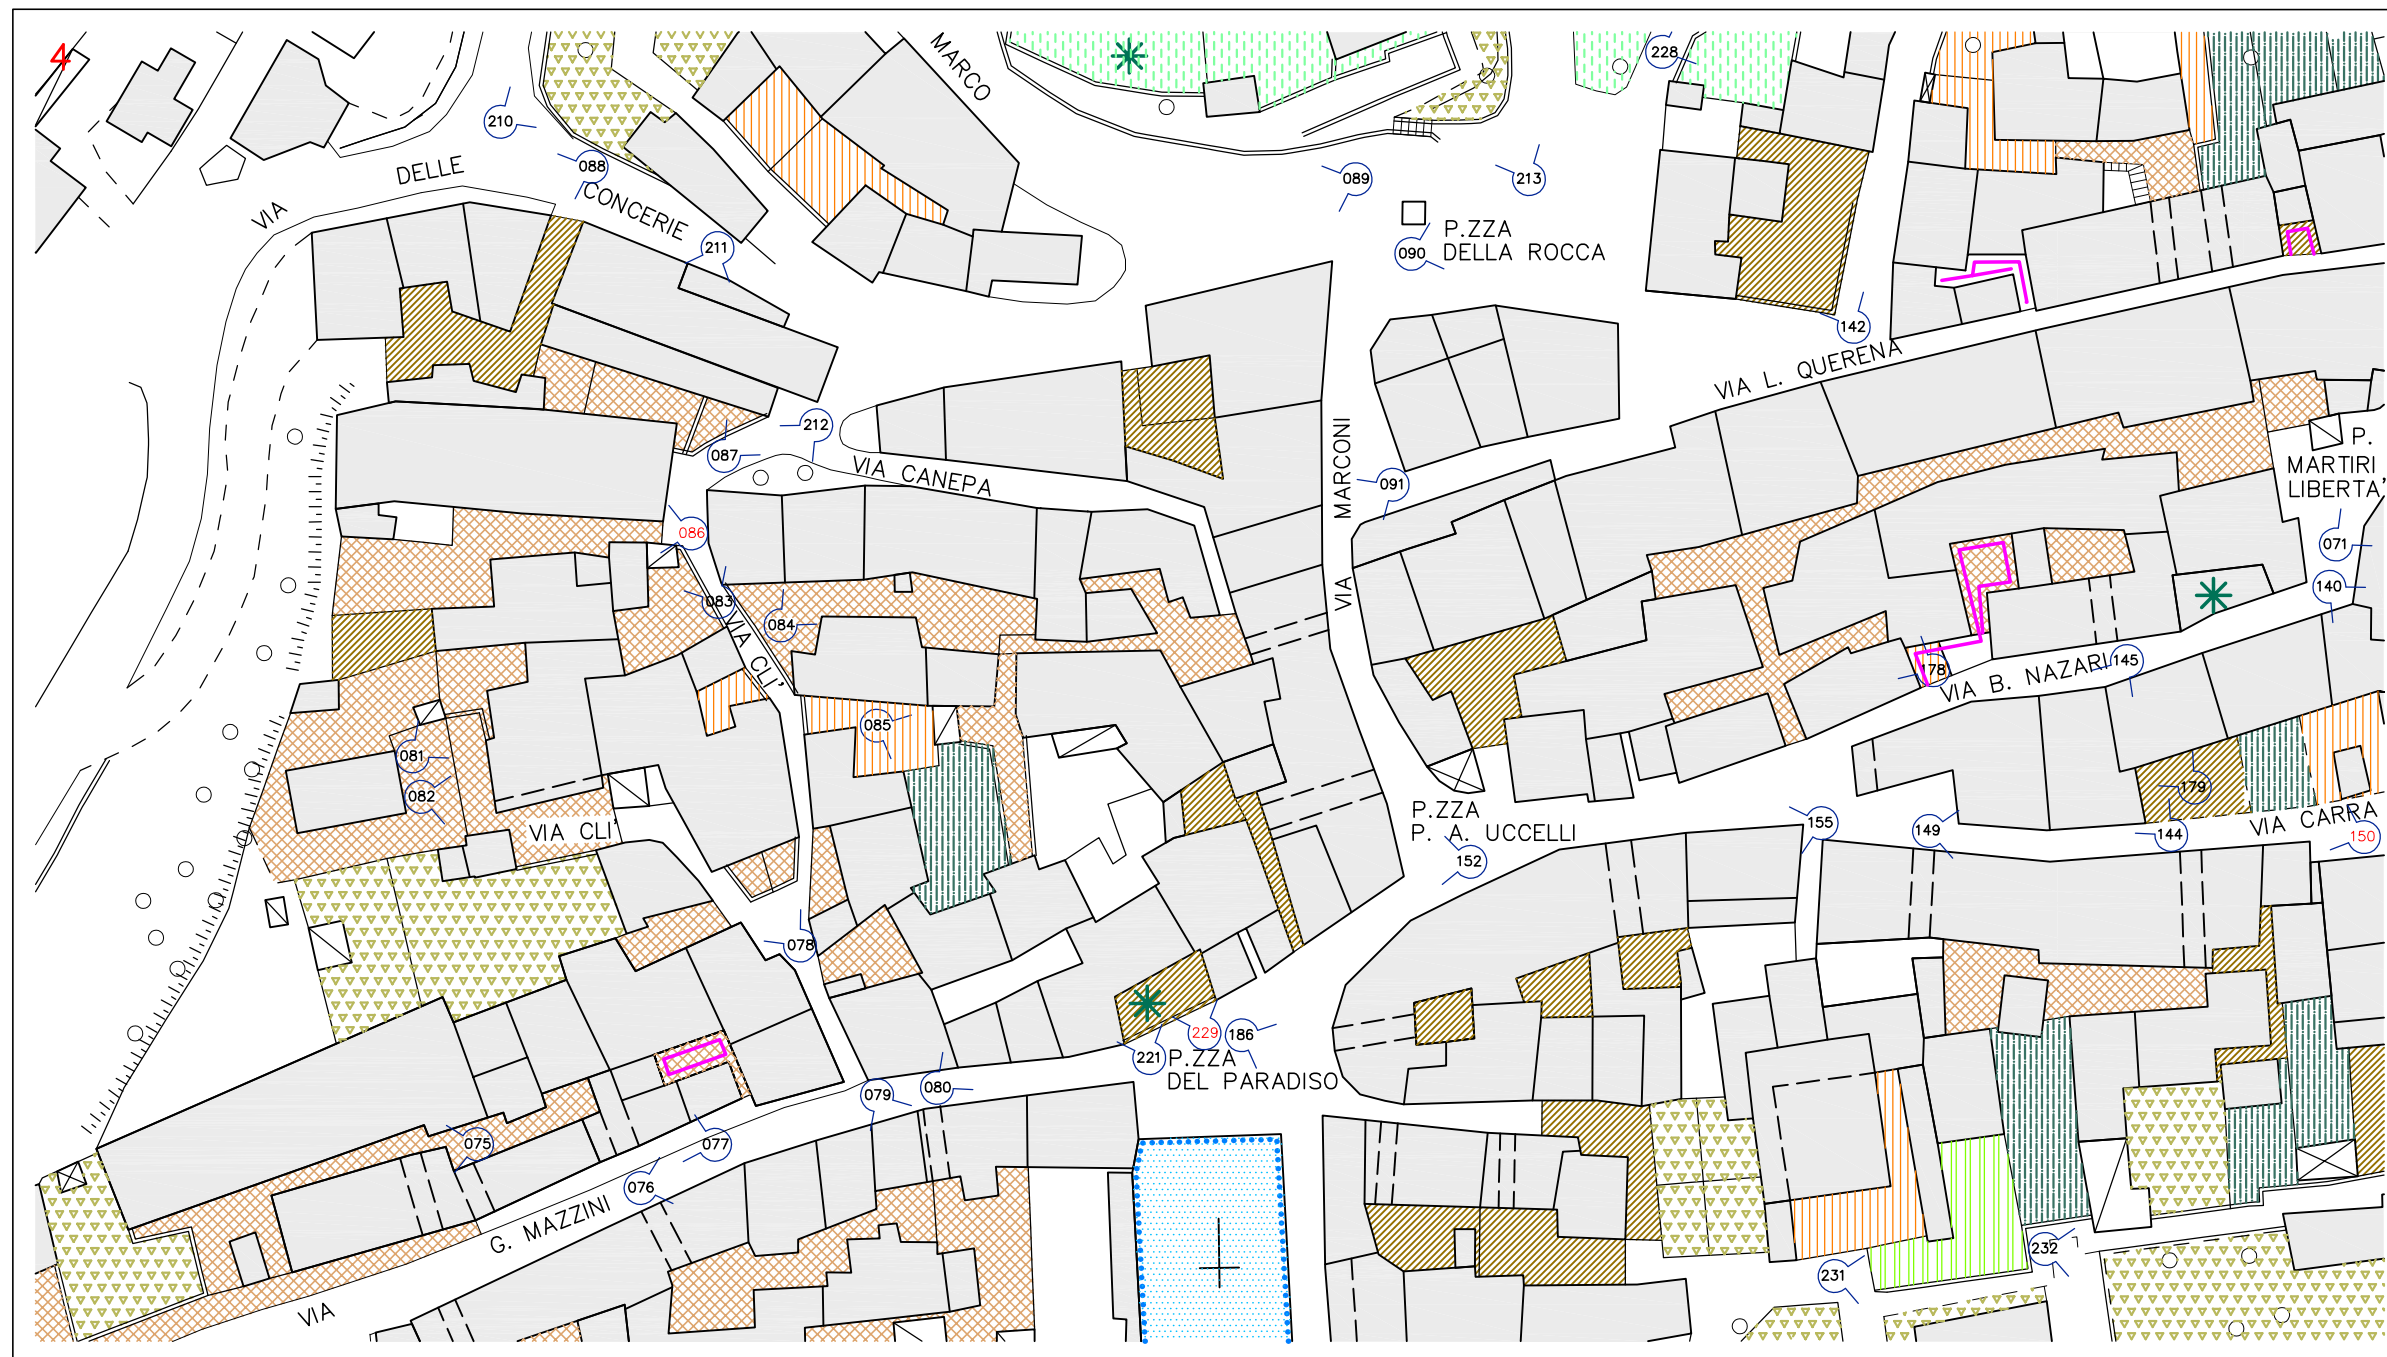 4
MARCO
228
210
088
DELLE
089
213
VIA
CONCERIE
211
P.ZZA
090
DELLA ROCCA
142
VIA L. QUERENA
212
087
P.
VIA CANEPA
MARTIRI
091
LIBERTA'
VIA MARCONI
086
071
083
140
084
VIA CLI'
145
178
VIA B. NAZARI
085
081
082
179
P.ZZA
P. A. UCCELLI
VIA CLI'
155
149
144
VIA CARRA
150
152
078
229
186
221
P.ZZA
DEL PARADISO
080
079
075
077
076
VIA G. MAZZINI
232
231